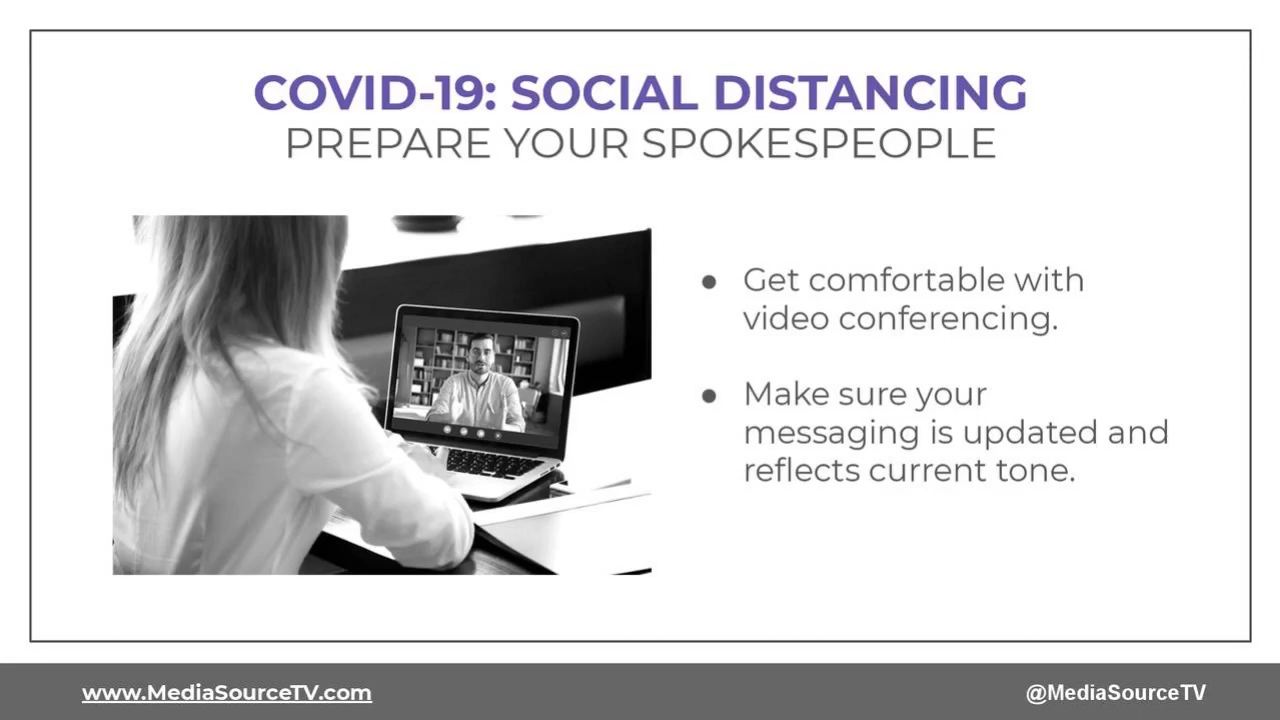 COVID-19: SOCIAL DISTANCING
PREPARE YOUR SPOKESPEOPLE
● Get comfortable with
video conferencing.
● Make sure your
messaging is updated and
reflects current tone.
www.MediaSourceTV.com
@MediaSourceTV